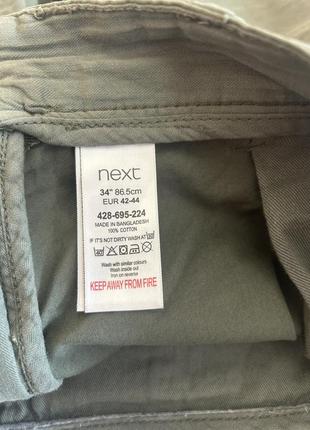 next
34" 86.5cm
EUR 42-44
428-695-224
MADE IN BANGLADESH
100% COTTON
IF IT'S NOT DIRTY WASH AT
Wash with similar colours
Wash inside out
Iron on reverse
KEEP AWAY FROM FIRE